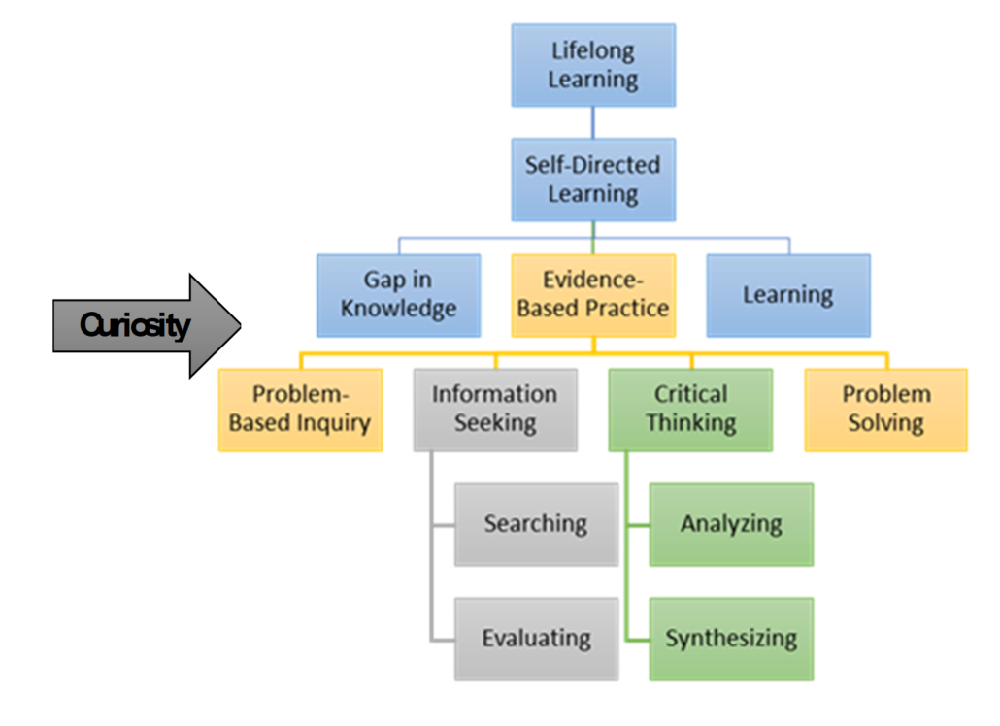 Lifelong
Learning
Self-Directed
Learning
Gap in
Knowledge
Evidence-
Based Practice
Learning
Curiosity
Problem-
Based Inquiry
Information
Seeking
Critical
Thinking
Problem
Solving
Searching
Analyzing
Evaluating
Synthesizing